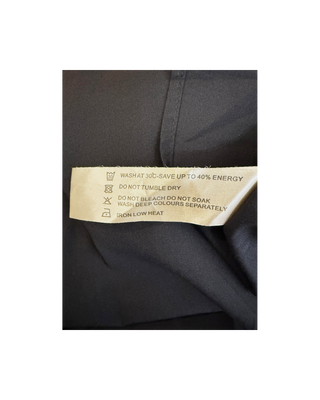 WASH AT 30C-SAVE UP TO 40% ENERGY
DO NOT TUMBLE DRY
DO NOT BLEACH DO NOT SOAK
WASH DEEP COLOURS SEPARATELY
IRON LOW HEAT